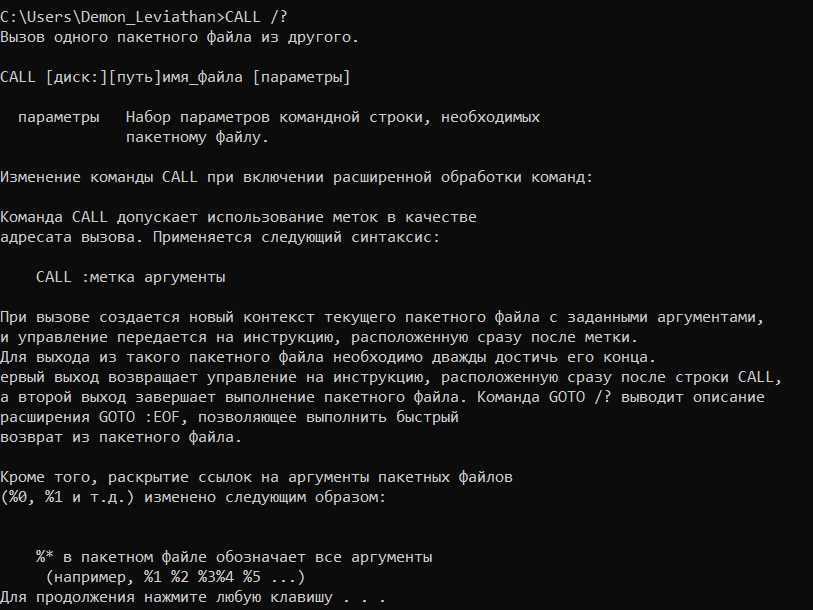 C:\Users\Demon_Leviathan>CALL /?
Вызов одного пакетного файла из другого.
CALL [диск:][путь]имя_файла [параметры]
параметры   Набор параметров командной строки, необходимых
пакетному файлу.
Изменение команды CALL при включении расширенной обработки команд:
Команда CALL допускает использование меток в качестве
адресата вызова. Применяется следующий синтаксис:
CALL :метка аргументы
При вызове создается новый контекст текущего пакетного файла с заданными аргументами,
и управление передается на инструкцию, расположенную сразу после метки.
Для выхода из такого пакетного файла необходимо дважды достичь его конца.
ервый выход возвращает управление на инструкцию, расположенную сразу после строки CALL,
а второй выход завершает выполнение пакетного файла. Команда GOTO /? выводит описание
расширения GOTO :EOF, позволяющее выполнить быстрый
возврат из пакетного файла.
Кроме того, раскрытие ссылок на аргументы пакетных файлов
(%0, %1 и т.д.) изменено следующим образом:
%* в пакетном файле обозначает все аргументы
(например, %1 %2 %3%4 %5 ...)
Для продолжения нажмите любую клавишу . . .